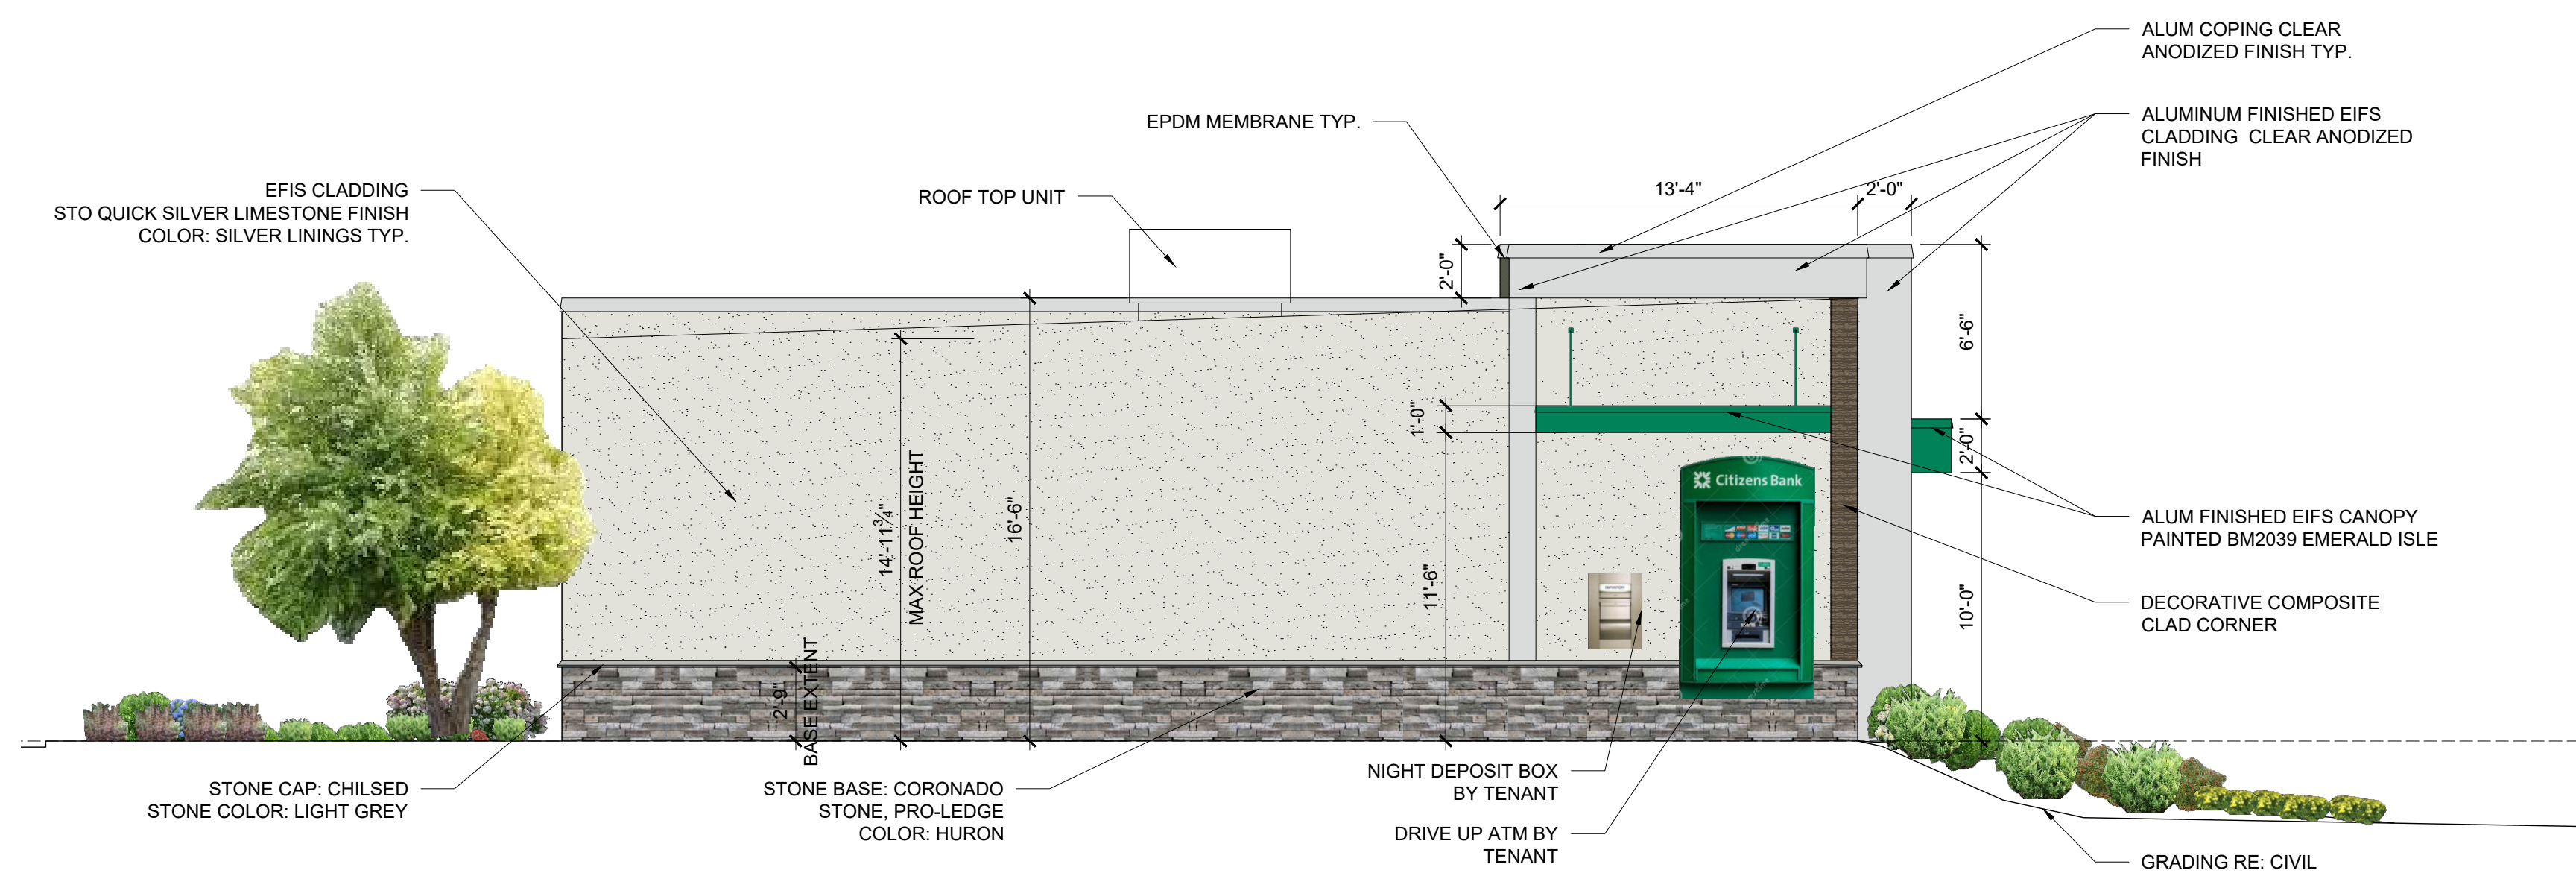 ALUM COPING CLEAR
ANODIZED FINISH TYP.
EPDM MEMBRANE TYP.
ALUMINUM FINISHED EIFS
CLADDING CLEAR ANODIZED
FINISH
EFIS CLADDING
STO QUICK SILVER LIMESTONE FINISH
COLOR: SILVER LININGS TYP.
ROOF TOP UNIT
13'-4"
2'-0"
2'-0"
6'-6"
1'-0"
2'-0"
Citizens Bank
14'-11¾"
MAX ROOF HEIGHT
16'-6"
11'-6"
10'-0"
ALUM FINISHED EIFS CANOPY
PAINTED BM2039 EMERALD ISLE
DECORATIVE COMPOSITE
CLAD CORNER
2'-9"
BASE EXTENT
STONE CAP: CHILSED
STONE COLOR: LIGHT GREY
STONE BASE: CORONADO
STONE, PRO-LEDGE
COLOR: HURON
NIGHT DEPOSIT BOX
BY TENANT
DRIVE UP ATM BY
TENANT
GRADING RE: CIVIL